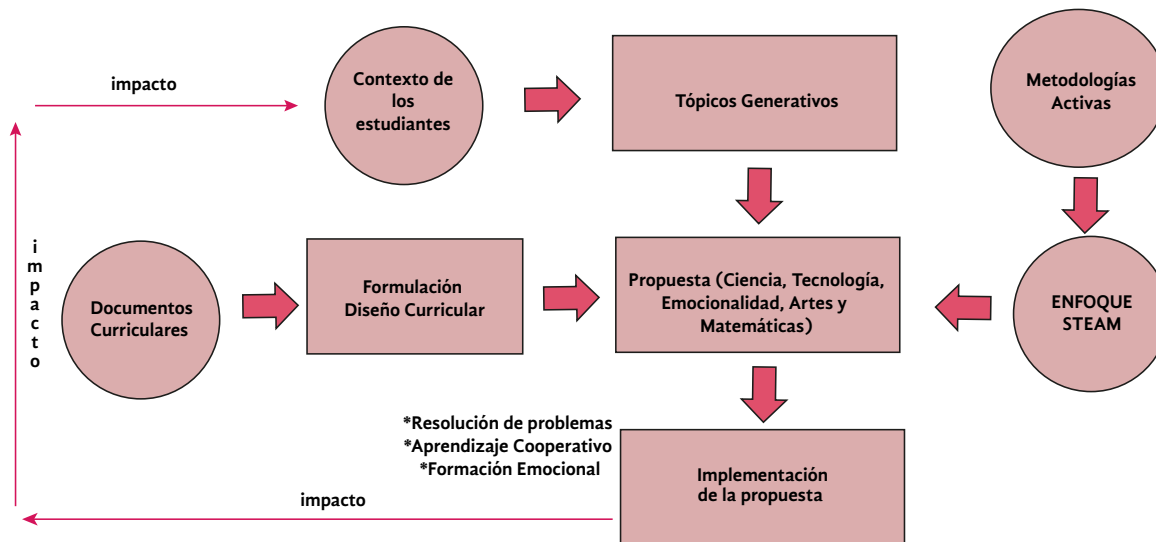 impacto
Contexto de
los
estudiantes
Tópicos Generativos
Metodologías
Activas
impacto
Documentos
Curriculares
Formulación
Diseño Curricular
Propuesta (Ciencia, Tecnología,
Emocionalidad, Artes y
Matemáticas)
ENFOQUE
STEAM
*Resolución de problemas
*Aprendizaje Cooperativo
*Formación Emocional
Implementación
de la propuesta
impacto